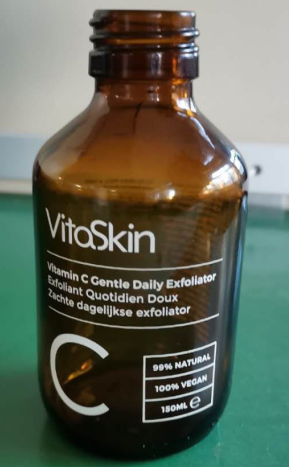 VitaSkin
Vitamin C Gentle Daily Exfoliator
Exfoliant Quotidien Doux
Zachte dagelijkse exfoliator
C
99% NATURAL
100% VEGAN
150ML e